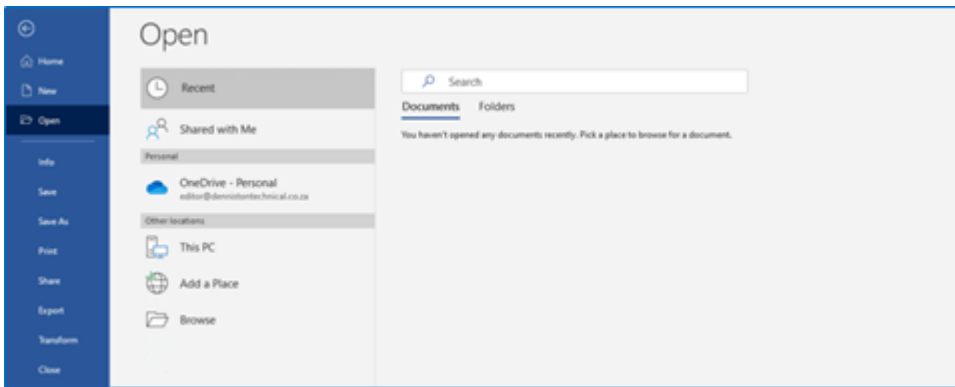 Open
Home
New
Open
Info
Save
Save As
Print
Share
Export
Transform
Close
Recent
Shared with Me
Personal
OneDrive - Personal
editor@dennistontechnical.co.za
Other locations
This PC
Add a Place
Browse
Search
Documents Folders
You haven't opened any documents recently. Pick a place to browse for a document.